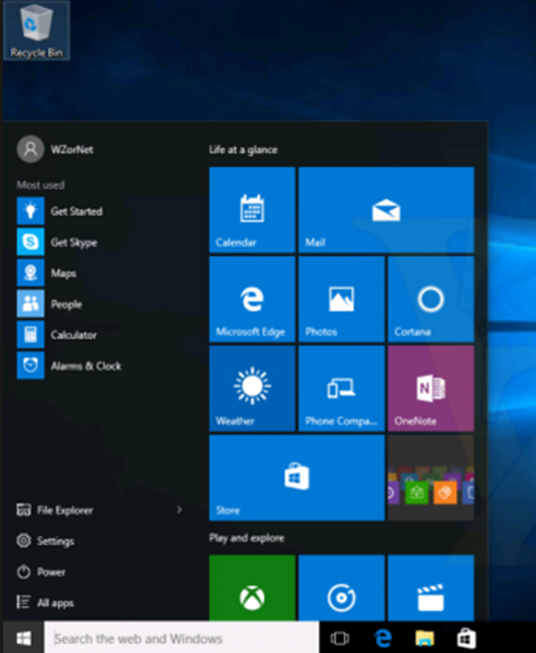 Recycle Bin
WZorNet
Most used
Get Started
Get Skype
Maps
People
Calculator
Alarms & Clock
File Explorer
Settings
Power
All apps
Life at a glance
Calendar
Mail
Microsoft Edge
Photos
Cortana
Weather
Phone Compa...
OneNote
Store
Play and explore
Search the web and Windows